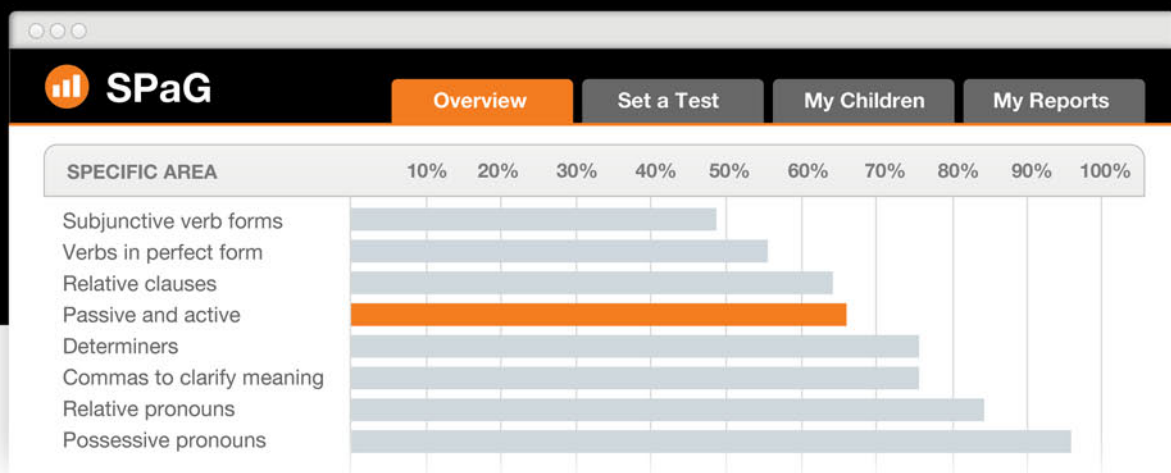 SPaG
Overview Set a Test My Children My Reports
SPECIFIC AREA 10% 20% 30% 40% 50% 60% 70% 80% 90% 100%
Subjunctive verb forms
Verbs in perfect form
Relative clauses
Passive and active
Determiners
Commas to clarify meaning
Relative pronouns
Possessive pronouns